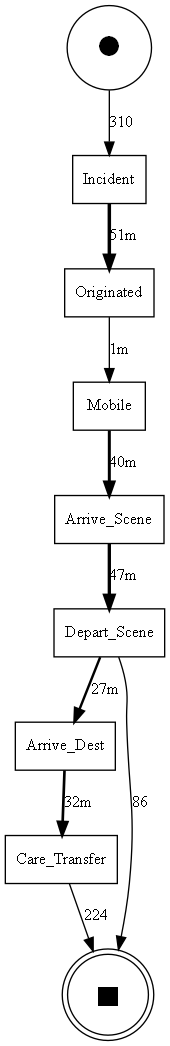 310
Incident
51m
Originated
1m
Mobile
40m
Arrive_Scene
47m
Depart_Scene
27m
Arrive_Dest
32m
86
Care_Transfer
224